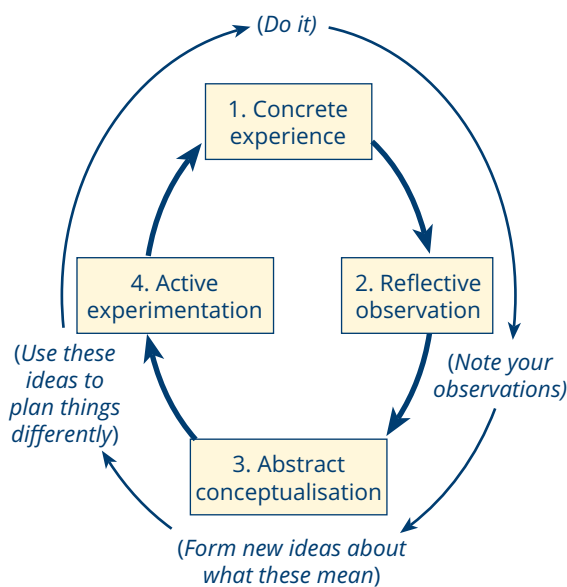 (Do it)
1. Concrete
experience
2. Reflective
observation
(Note your
observations)
3. Abstract
conceptualisation
(Form new ideas about
what these mean)
4. Active
experimentation
(Use these
ideas to
plan things
differently)